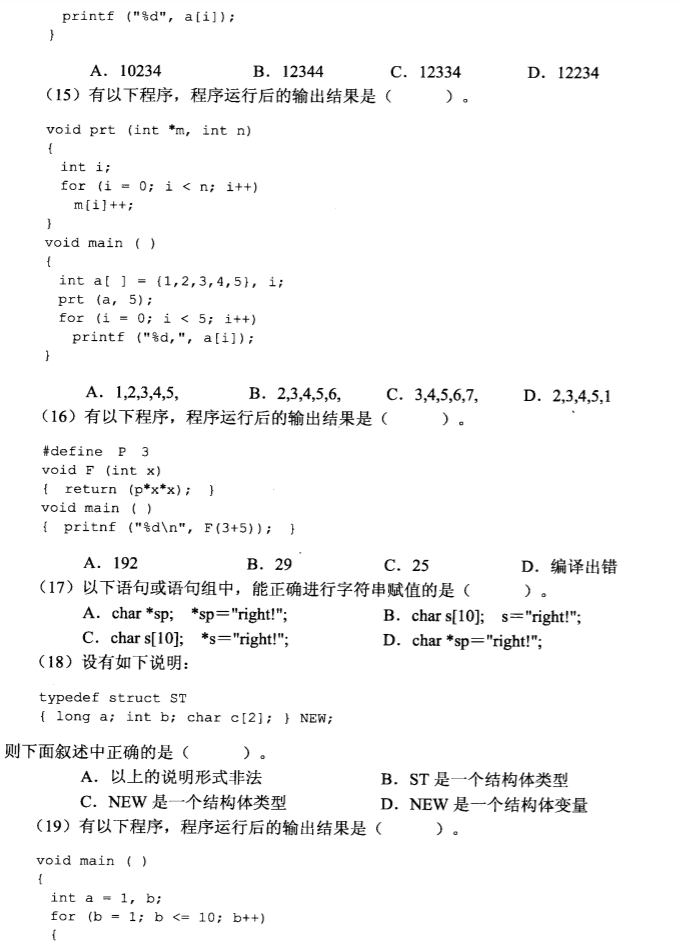 printf ("%d", a[i]);
}
A．10234 B．12344 C．12334 D．12234
（15）有以下程序，程序运行后的输出结果是（ ）。
void prt (int *m, int n)
{
int i;
for (i = 0; i < n; i++)
m[i]++;
}
void main ( )
{
int a[ ] = {1,2,3,4,5}, i;
prt (a, 5);
for (i = 0; i < 5; i++)
printf ("%d,", a[i]);
}
A．1,2,3,4,5, B．2,3,4,5,6, C．3,4,5,6,7, D．2,3,4,5,1
（16）有以下程序，程序运行后的输出结果是（ ）。
#define P 3
void F (int x)
{ return (p*x*x); }
void main ( )
{ pritnf ("%d\n", F(3+5)); }
A．192 B．29 C．25 D．编译出错
（17）以下语句或语句组中，能正确进行字符串赋值的是（ ）。
A．char *sp; *sp＝"right!"; B．char s[10]; s＝"right!";
C．char s[10]; *s＝"right!"; D．char *sp＝"right!";
（18）设有如下说明：
typedef struct ST
{ long a; int b; char c[2]; } NEW;
则下面叙述中正确的是（ ）。
A．以上的说明形式非法 B．ST 是一个结构体类型
C．NEW 是一个结构体类型 D．NEW 是一个结构体变量
（19）有以下程序，程序运行后的输出结果是（ ）。
void main ( )
{
int a = 1, b;
for (b = 1; b <= 10; b++)
{